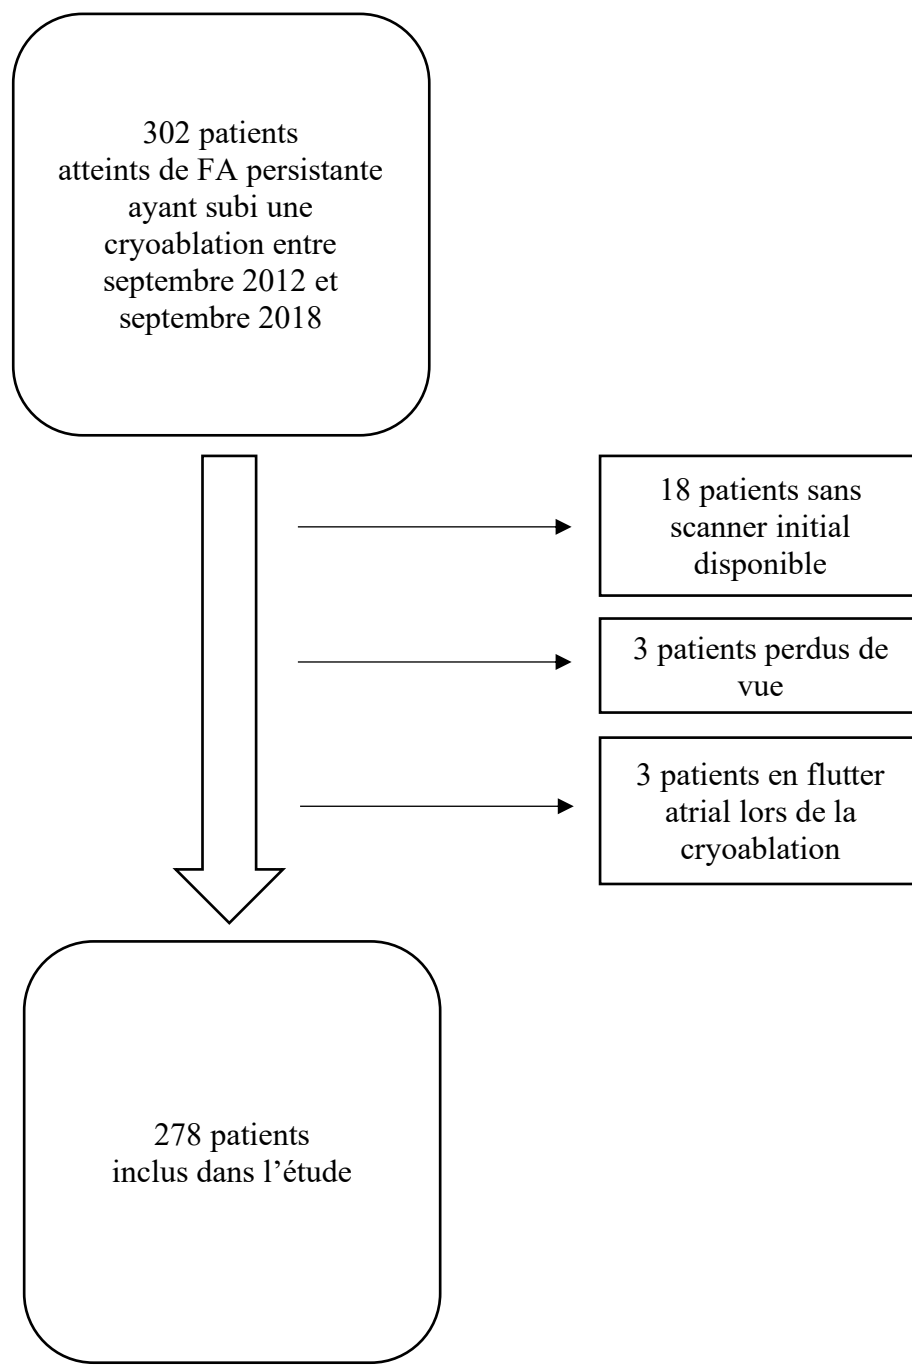 302 patients
atteints de FA persistante
ayant subi une
cryoablation entre
septembre 2012 et
septembre 2018
18 patients sans
scanner initial
disponible
3 patients perdus de
vue
3 patients en flutter
atrial lors de la
cryoablation
278 patients
inclus dans l’étude